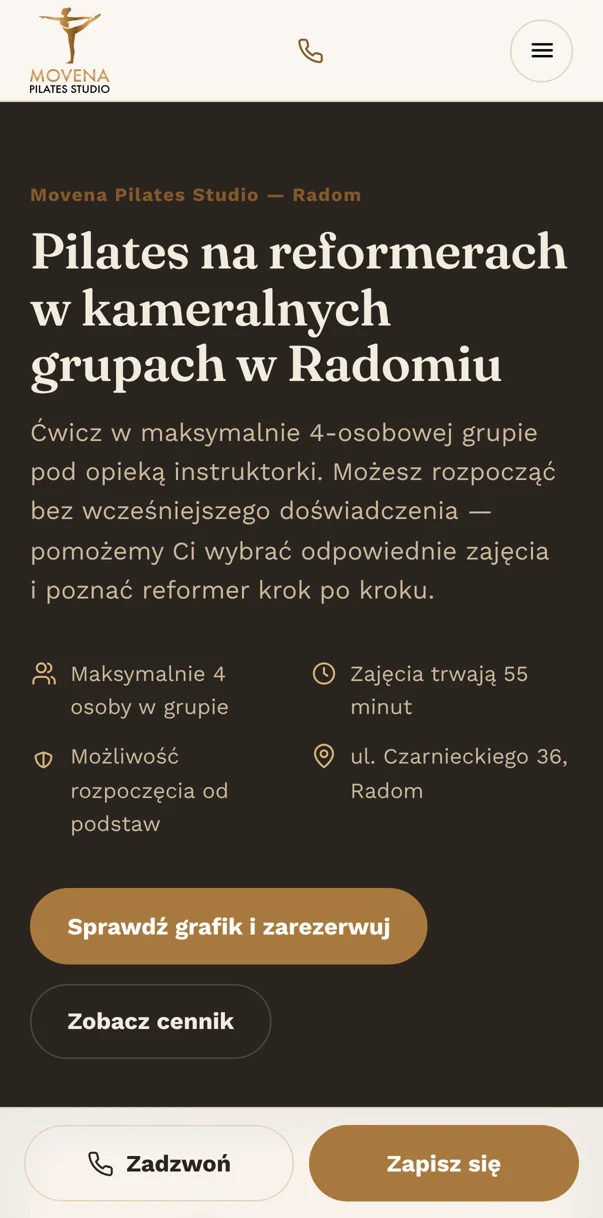 MOVENA
PILATES STUDIO
Movena Pilates Studio — Radom
Pilates na reformerach
w kameralnych
grupach w Radomiu
Ćwicz w maksymalnie 4-osobowej grupie
pod opieką instruktorki. Możesz rozpocząć
bez wcześniejszego doświadczenia —
pomożemy Ci wybrać odpowiednie zajęcia
i poznać reformer krok po kroku.
Maksymalnie 4
osoby w grupie
Zajęcia trwają 55
minut
Możliwość
rozpoczęcia od
podstaw
ul. Czarnieckiego 36,
Radom
Sprawdź grafik i zarezerwuj
Zobacz cennik
Zadzwoń
Zapisz się